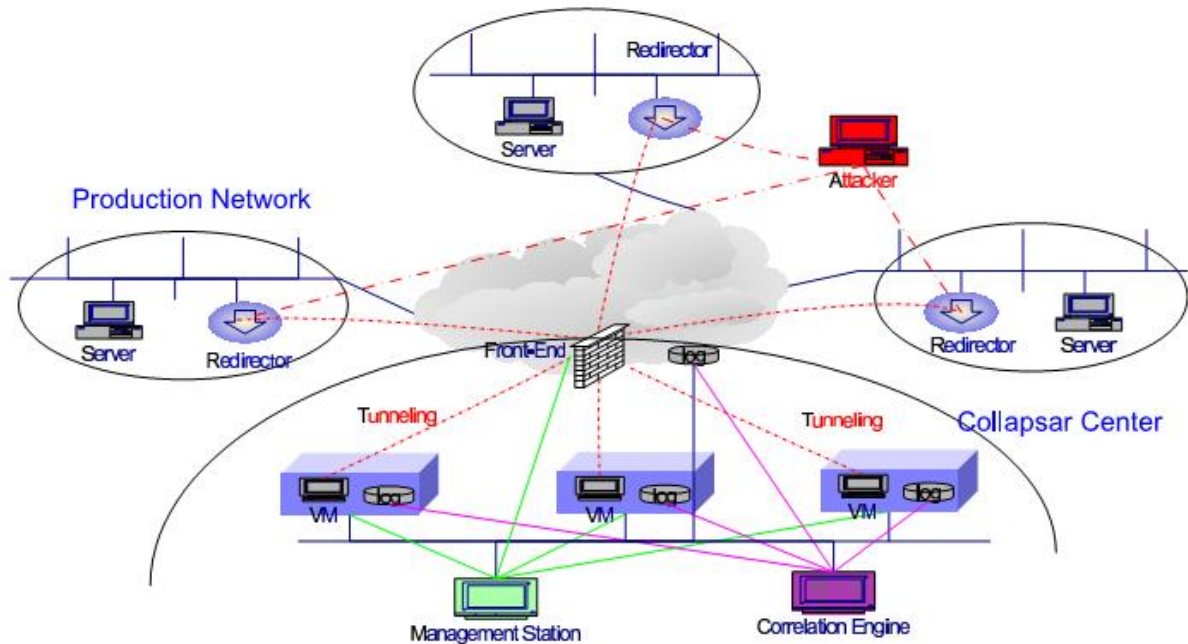 Redirector
Server
Attacker
Production Network
Server
Redirector
Redirector
Server
Front-End
log
Tunneling
Tunneling
Collapsar Center
VM
log
VM
log
VM
log
Management Station
Correlation Engine